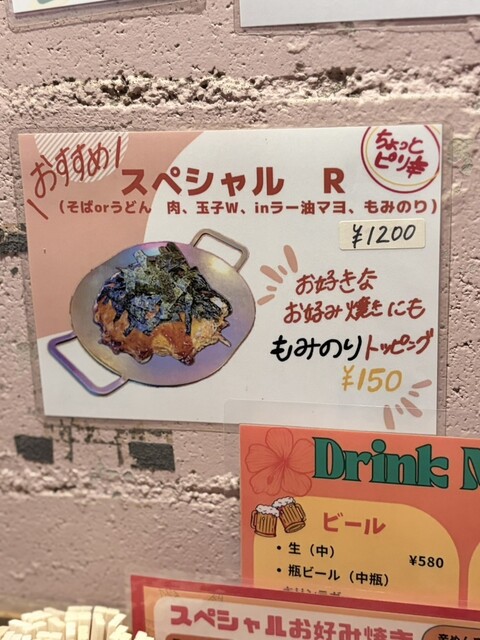 おすすめ!
ちょっと
ピリ辛
スペシャル R
(そばorうどん 肉、玉子W、inラー油マヨ、もみのり)
¥1200
お好きな
お好み焼きにも
もみのりトッピング
¥150
Drink
ビール
・生(中)
¥580
・瓶ビール(中瓶)
スペシャルお好み焼き